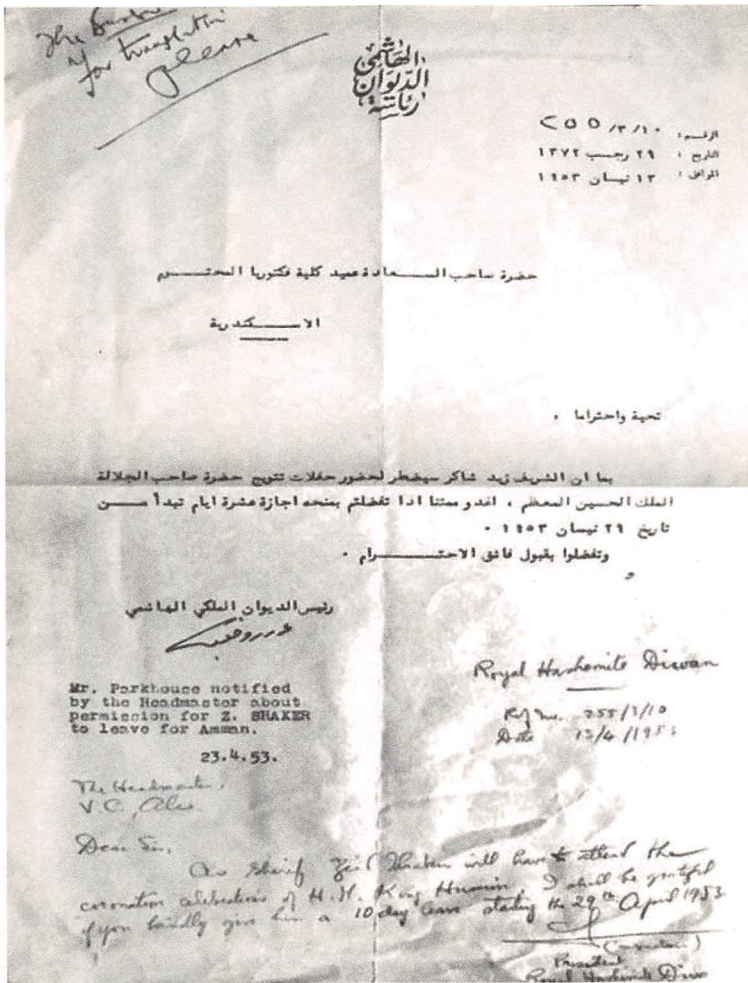 The
for translation
please
الهاشمي
الديوان
رئاسة
الرقم : ٢٥٥/٣/١٠
التاريخ : ٢٩ رجب ١٣٧٢
الموافق : ١٣ نيسان ١٩٥٣
حضرة صاحب السعادة عميد كلية فكتوريا المحترم
الاسكندرية
تحية واحتراما .
بما ان الشريف زيد شاكر سيضطر لحضور حفلات تتويج حضرة صاحب الجلالة
الملك الحسين المعظم ، اغدو ممتنا اذا تفضلتم بمنحه اجازة عشرة ايام تبدأ من
تاريخ ٢٩ نيسان ١٩٥٣ .
وتفضلوا بقبول فائق الاحترام .
رئيس الديوان الملكي الهاشمي
Mr. Parkhouse notified
by the Headmaster about
permission for Z. SHAKER
to leave for Amman.
23.4.53.
Royal Hashemite Diwan
Ref No. 255/3/10
Date 13/4/1953
The Headmaster,
V.C., Alex.
Dear Sir,
As Sherif Zeid Shaker will have to attend the
coronation celebrations of H.M. King Hussein, I shall be grateful
if you kindly give him a 10 day leave starting the 29th April 1953.
President
Royal Hashemite Diwan